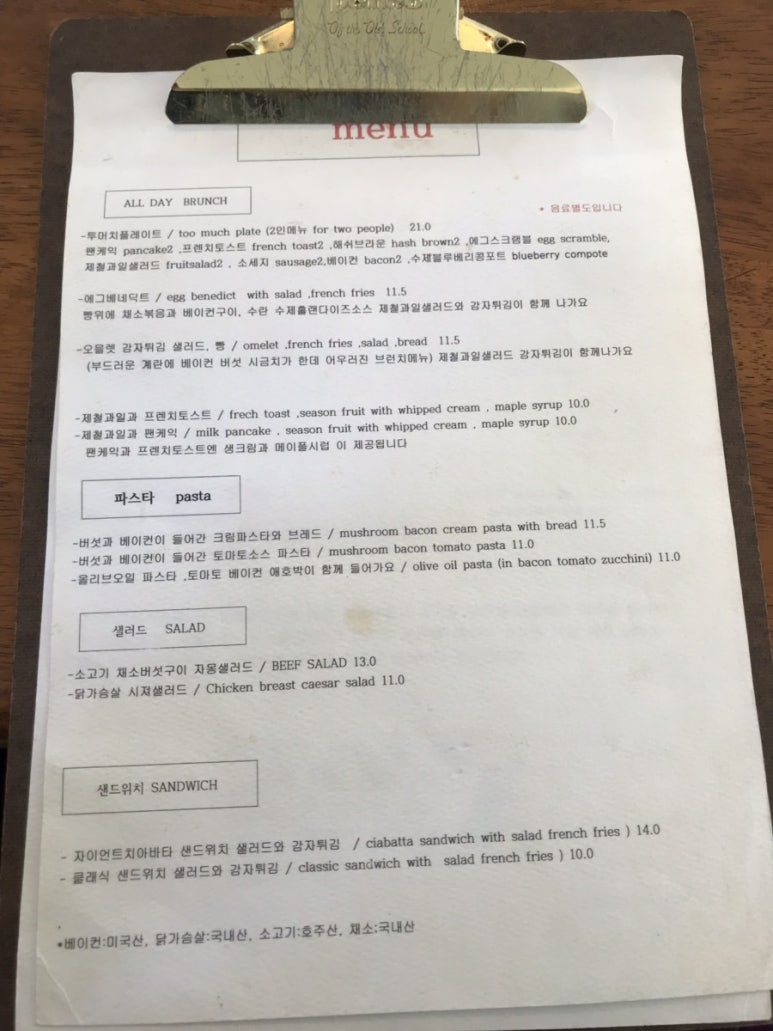 Of the Old School
menu
ALL DAY BRUNCH
* 음료별도입니다
-투머치플레이트 / too much plate (2인메뉴 for two people) 21.0
팬케익 pancake2 ,프렌치토스트 french toast2 ,해쉬브라운 hash brown2 ,에그스크램블 egg scramble,
제철과일샐러드 fruitsalad2 , 소세지 sausage2,베이컨 bacon2 ,수제블루베리콩포트 blueberry compote
-에그베네딕트 / egg benedict with salad ,french fries 11.5
빵위에 채소볶음과 베이컨구이, 수란 수제홀랜다이즈소스 제철과일샐러드와 감자튀김이 함께 나가요
-오믈렛 감자튀김 샐러드, 빵 / omelet ,french fries ,salad ,bread 11.5
(부드러운 계란에 베이컨 버섯 시금치가 한데 어우러진 브런치메뉴) 제철과일샐러드 감자튀김이 함께나가요
-제철과일과 프렌치토스트 / frech toast ,season fruit with whipped cream , maple syrup 10.0
-제철과일과 팬케익 / milk pancake , season fruit with whipped cream , maple syrup 10.0
팬케익과 프렌치토스트엔 생크림과 메이플시럽 이 제공됩니다
파스타 pasta
-버섯과 베이컨이 들어간 크림파스타와 브레드 / mushroom bacon cream pasta with bread 11.5
-버섯과 베이컨이 들어간 토마토소스 파스타 / mushroom bacon tomato pasta 11.0
-올리브오일 파스타 ,토마토 베이컨 애호박이 함께 들어가요 / olive oil pasta (in bacon tomato zucchini) 11.0
샐러드 SALAD
-소고기 채소버섯구이 자몽샐러드 / BEEF SALAD 13.0
-닭가슴살 시져샐러드 / Chicken breast caesar salad 11.0
샌드위치 SANDWICH
- 자이언트치아바타 샌드위치 샐러드와 감자튀김 / ciabatta sandwich with salad french fries ) 14.0
- 클래식 샌드위치 샐러드와 감자튀김 / classic sandwich with salad french fries ) 10.0
*베이컨:미국산, 닭가슴살:국내산, 소고기:호주산, 채소:국내산